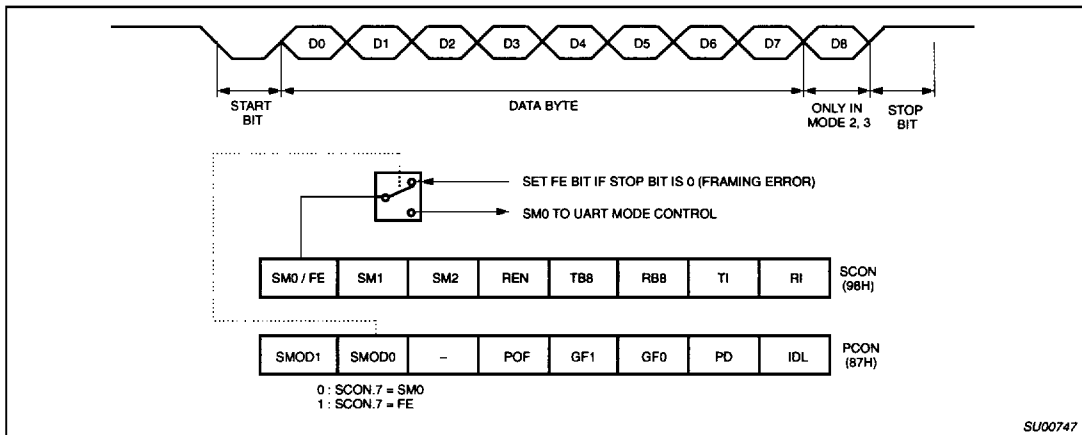 D0 D1 D2 D3 D4 D5 D6 D7 D8
START BIT
DATA BYTE
ONLY IN MODE 2, 3
STOP BIT
SET FE BIT IF STOP BIT IS 0 (FRAMING ERROR)
SM0 TO UART MODE CONTROL
SM0 / FE SM1 SM2 REN TB8 RB8 TI RI
SCON (98H)
SMOD1 SMOD0 – POF GF1 GF0 PD IDL
PCON (87H)
0 : SCON.7 = SM0
1 : SCON.7 = FE
SU00747